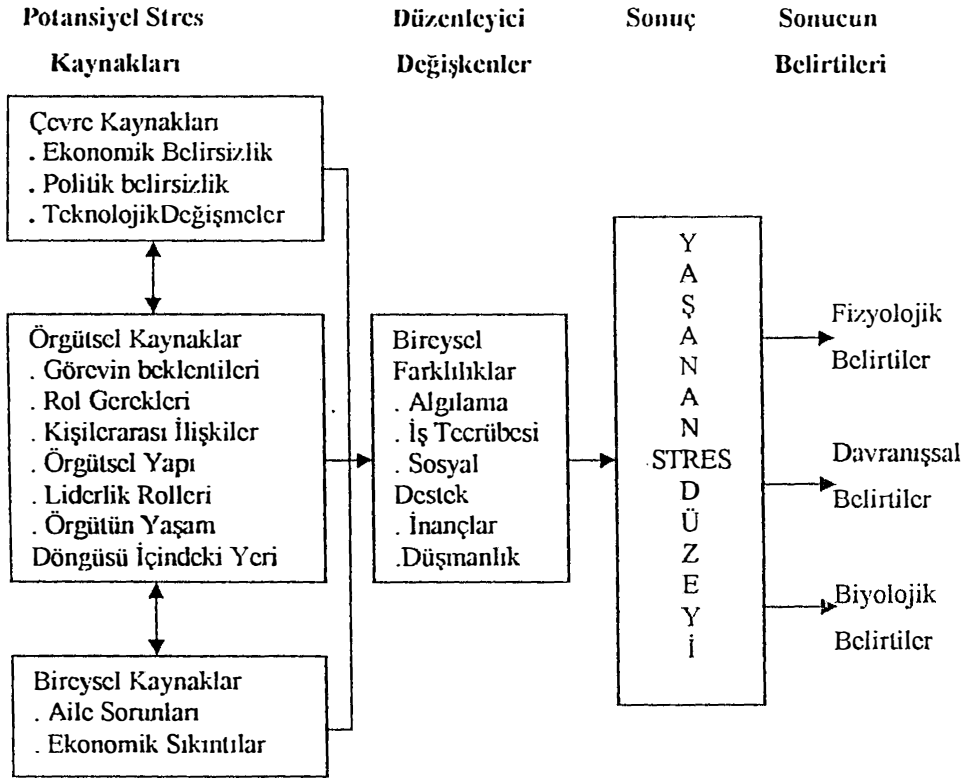 Potansiyel Stres
Kaynakları
Düzenleyici
Değişkenler
Sonuç
Sonucun
Belirtileri
Çevre Kaynakları
. Ekonomik Belirsizlik
. Politik belirsizlik
. TeknolojikDeğişmeler
Örgütsel Kaynaklar
. Görevin beklentileri
. Rol Gerekleri
. Kişilerarası İlişkiler
. Örgütsel Yapı
. Liderlik Rolleri
. Örgütün Yaşam
Döngüsü İçindeki Yeri
Bireysel Kaynaklar
. Aile Sorunları
. Ekonomik Sıkıntılar
Bireysel
Farklılıklar
. Algılama
. İş Tecrübesi
. Sosyal
Destek
. İnançlar
.Düşmanlık
Y
A
Ş
A
N
A
N
STRES
D
Ü
Z
E
Y
İ
Fizyolojik
Belirtiler
Davranışsal
Belirtiler
Biyolojik
Belirtiler